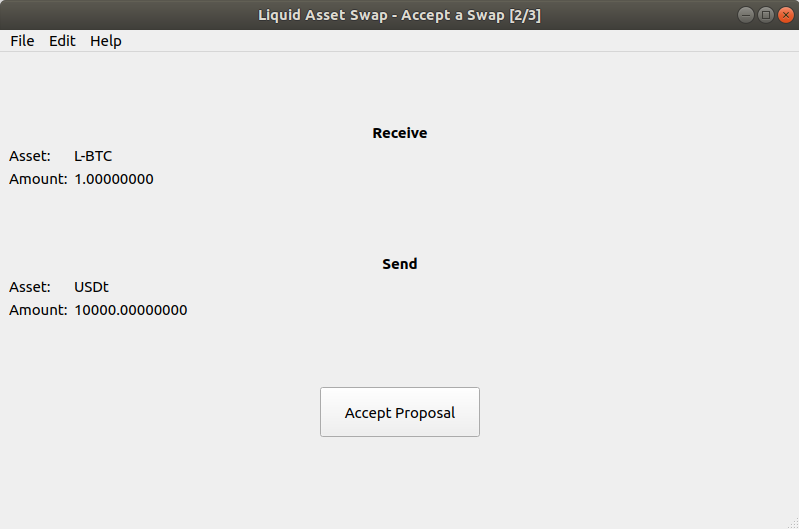 Liquid Asset Swap - Accept a Swap [2/3]
File Edit Help
Receive
Asset: L-BTC
Amount: 1.00000000
Send
Asset: USDt
Amount: 10000.00000000
Accept Proposal